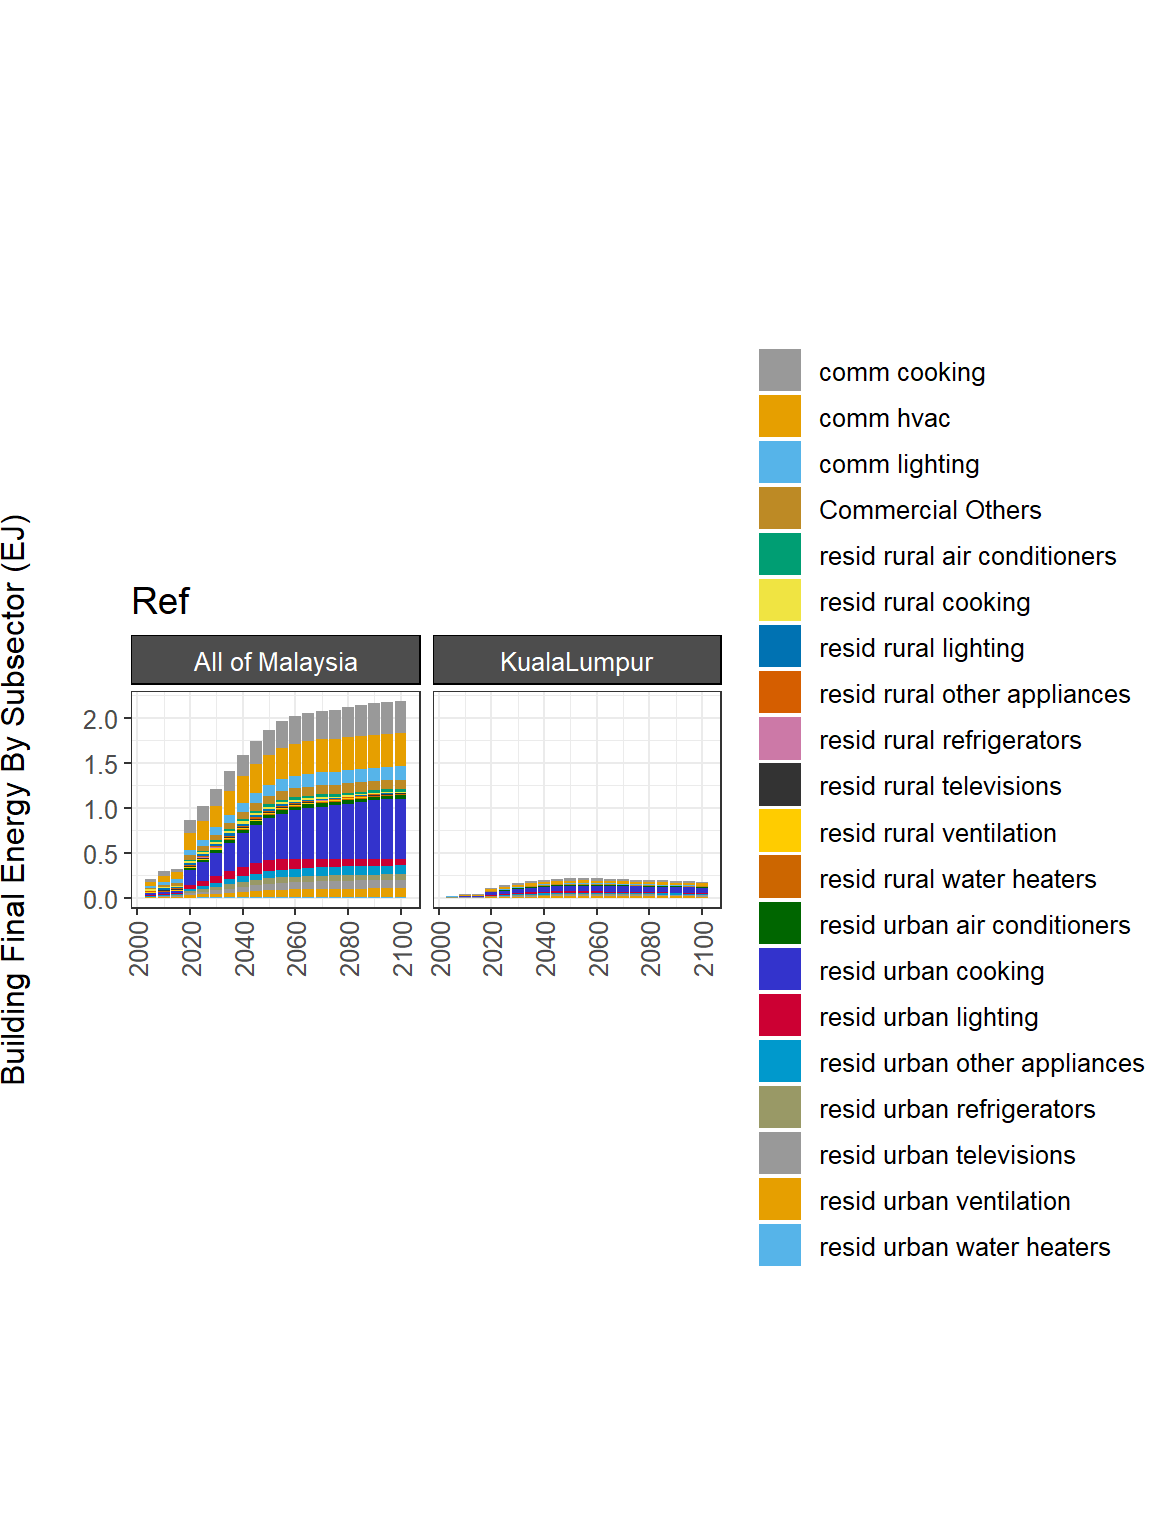 Building Final Energy By Subsector (EJ)
Ref
All of Malaysia
KualaLumpur
2.0
1.5
1.0
0.5
0.0
2000
2020
2040
2060
2080
2100
2000
2020
2040
2060
2080
2100
comm cooking
comm hvac
comm lighting
Commercial Others
resid rural air conditioners
resid rural cooking
resid rural lighting
resid rural other appliances
resid rural refrigerators
resid rural televisions
resid rural ventilation
resid rural water heaters
resid urban air conditioners
resid urban cooking
resid urban lighting
resid urban other appliances
resid urban refrigerators
resid urban televisions
resid urban ventilation
resid urban water heaters